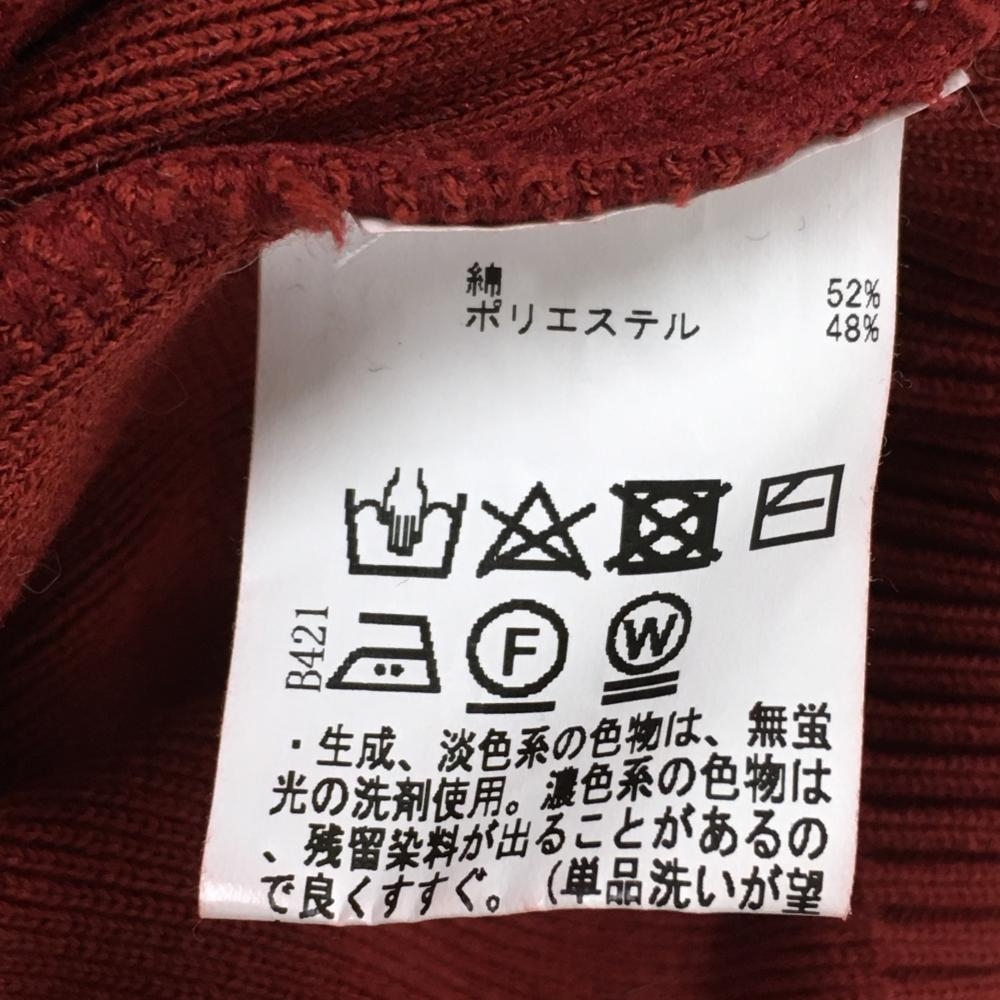 綿 52%
ポリエステル 48%
B421
F
W
・生成、淡色系の色物は、無蛍
光の洗剤使用。濃色系の色物は
、残留染料が出ることがあるの
で良くすすぐ。(単品洗いが望